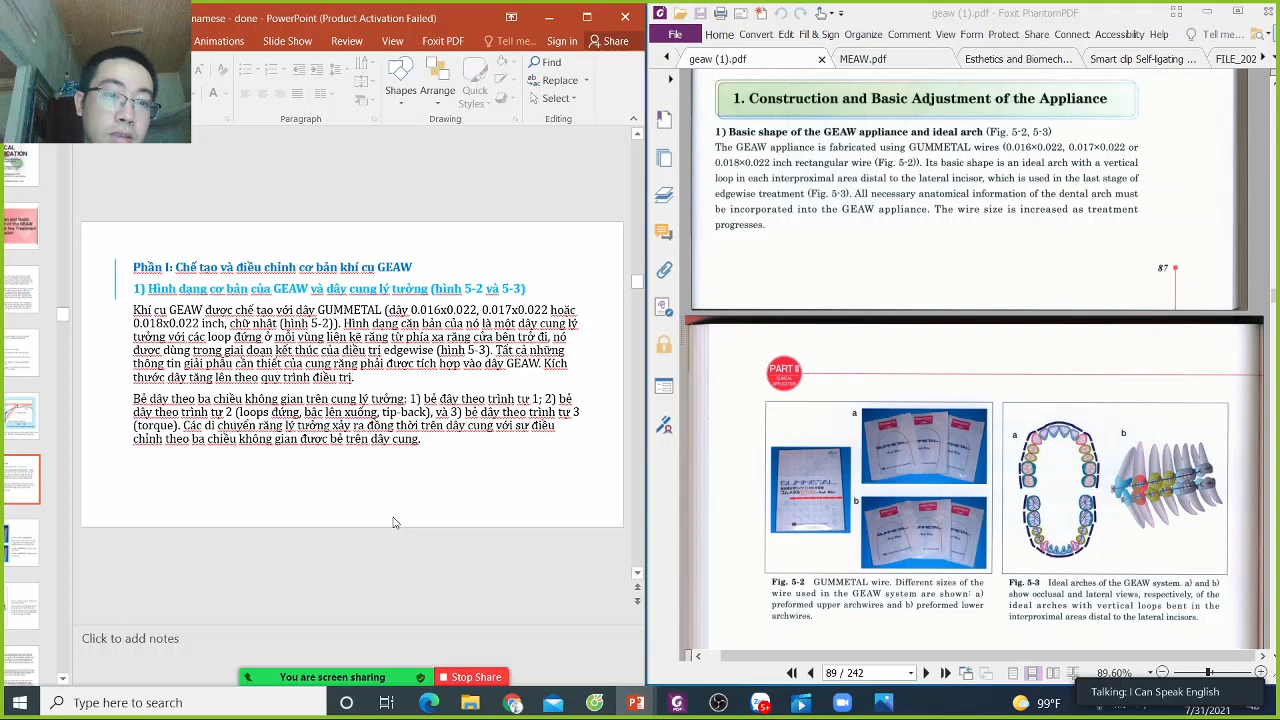 namese - done - PowerPoint (Product Activation Failed)
Animations Slide Show Review View Foxit PDF Tell me... Sign in Share
Shapes Arrange Quick Styles
Find
Replace
Select
Paragraph Drawing Editing
Phần I: Chế tạo và điều chỉnh cơ bản khí cụ GEAW
1) Hình dạng cơ bản của GEAW và dây cung lý tưởng (hình 5-2 và 5-3)
Khí cụ GEAW được chế tạo với dây GUMMETAL (dây 0.016x0.022, 0.017x0.022 hoặc
0.018x0.022 inch, chữ nhật (hình 5-2)). Hình dạng căn bản của nó là một dây cung lý
tưởng với các loop đứng ở mỗi vùng liên kẽ răng từ phía xa răng cửa bên trở đi, nó
được dùng trong giai đoạn kết thúc của điều trị edgewise (hình 5-3). Tất cả những
thông tin giải phẫu cần thiết của cung răng phải được tích hợp vào dây GEAW. Kích
thước dây tăng lên theo quy trình điều trị.
Bẻ dây theo ba chiều không gian trên cung lý tưởng: 1) bẻ dây theo trình tự 1; 2) bẻ
dây theo trình tự 2 (loops đứng, bậc lên xuống, tip-back), và 3) bẻ dây theo trình tự 3
(torque). Các di chuyển răng lý tưởng xảy ra đồng thời trên dây cung với sự điều
chỉnh theo 3 chiều không gian được bẻ trên dây cung.
Click to add notes
You are screen sharing
Stop Share
Type here to search
geaw (1).pdf - Foxit PhantomPDF
File Home Convert Edit Fill & Sign Organize Comment View Form Protect Share Connect Accessibility Help Tell me...
geaw (1).pdf MEAW.pdf Esthetics and Biomech... Smart clip Self-ligating ... FILE_202
1. Construction and Basic Adjustment of the Appliance
1) Basic shape of the GEAW appliance and ideal arch (Fig. 5-2, 5-3)
The GEAW appliance is fabricated using GUMMETAL wires (0.016×0.022, 0.017×0.022 or
0.018×0.022 inch rectangular wire (Fig. 5-2)). Its basic shape is an ideal arch with a vertical
loop in each interproximal area distal to the lateral incisor, which is used in the last stage of
edgewise treatment (Fig. 5-3). All necessary anatomical information of the dental arch must
be incorporated into the GEAW appliance. The wire size is increased as treatment
progresses.
87
PART II
CLINICAL
APPLICATION
a
b
GUMMETAL
a
b
Fig. 5-2 GUMMETAL wire. Different sizes of the
wire used in the GEAW system are shown: a)
preformed upper archwires and b) preformed lower
archwires.
Fig. 5-3 Ideal arches of the GEAW system. a) and b)
show occlusal and lateral views, respectively, of the
ideal arches with vertical loops bent in the
interproximal areas distal to the lateral incisors.
89 / 242
89.60%
Talking: I Can Speak English
99°F
7/31/2021